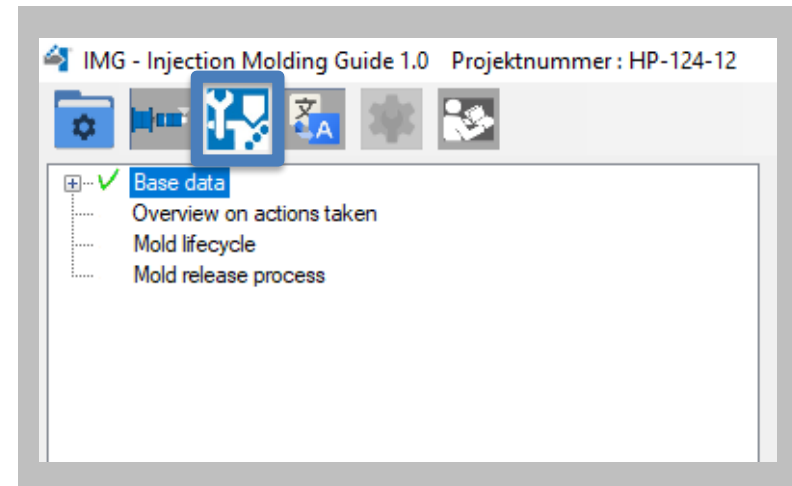 IMG - Injection Molding Guide 1.0 Projektnummer : HP-124-12
文
A
Base data
Overview on actions taken
Mold lifecycle
Mold release process